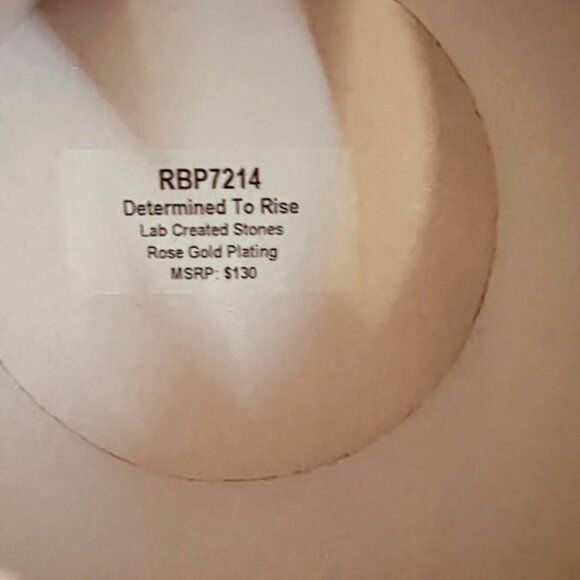 RBP7214
Determined To Rise
Lab Created Stones
Rose Gold Plating
MSRP: $130